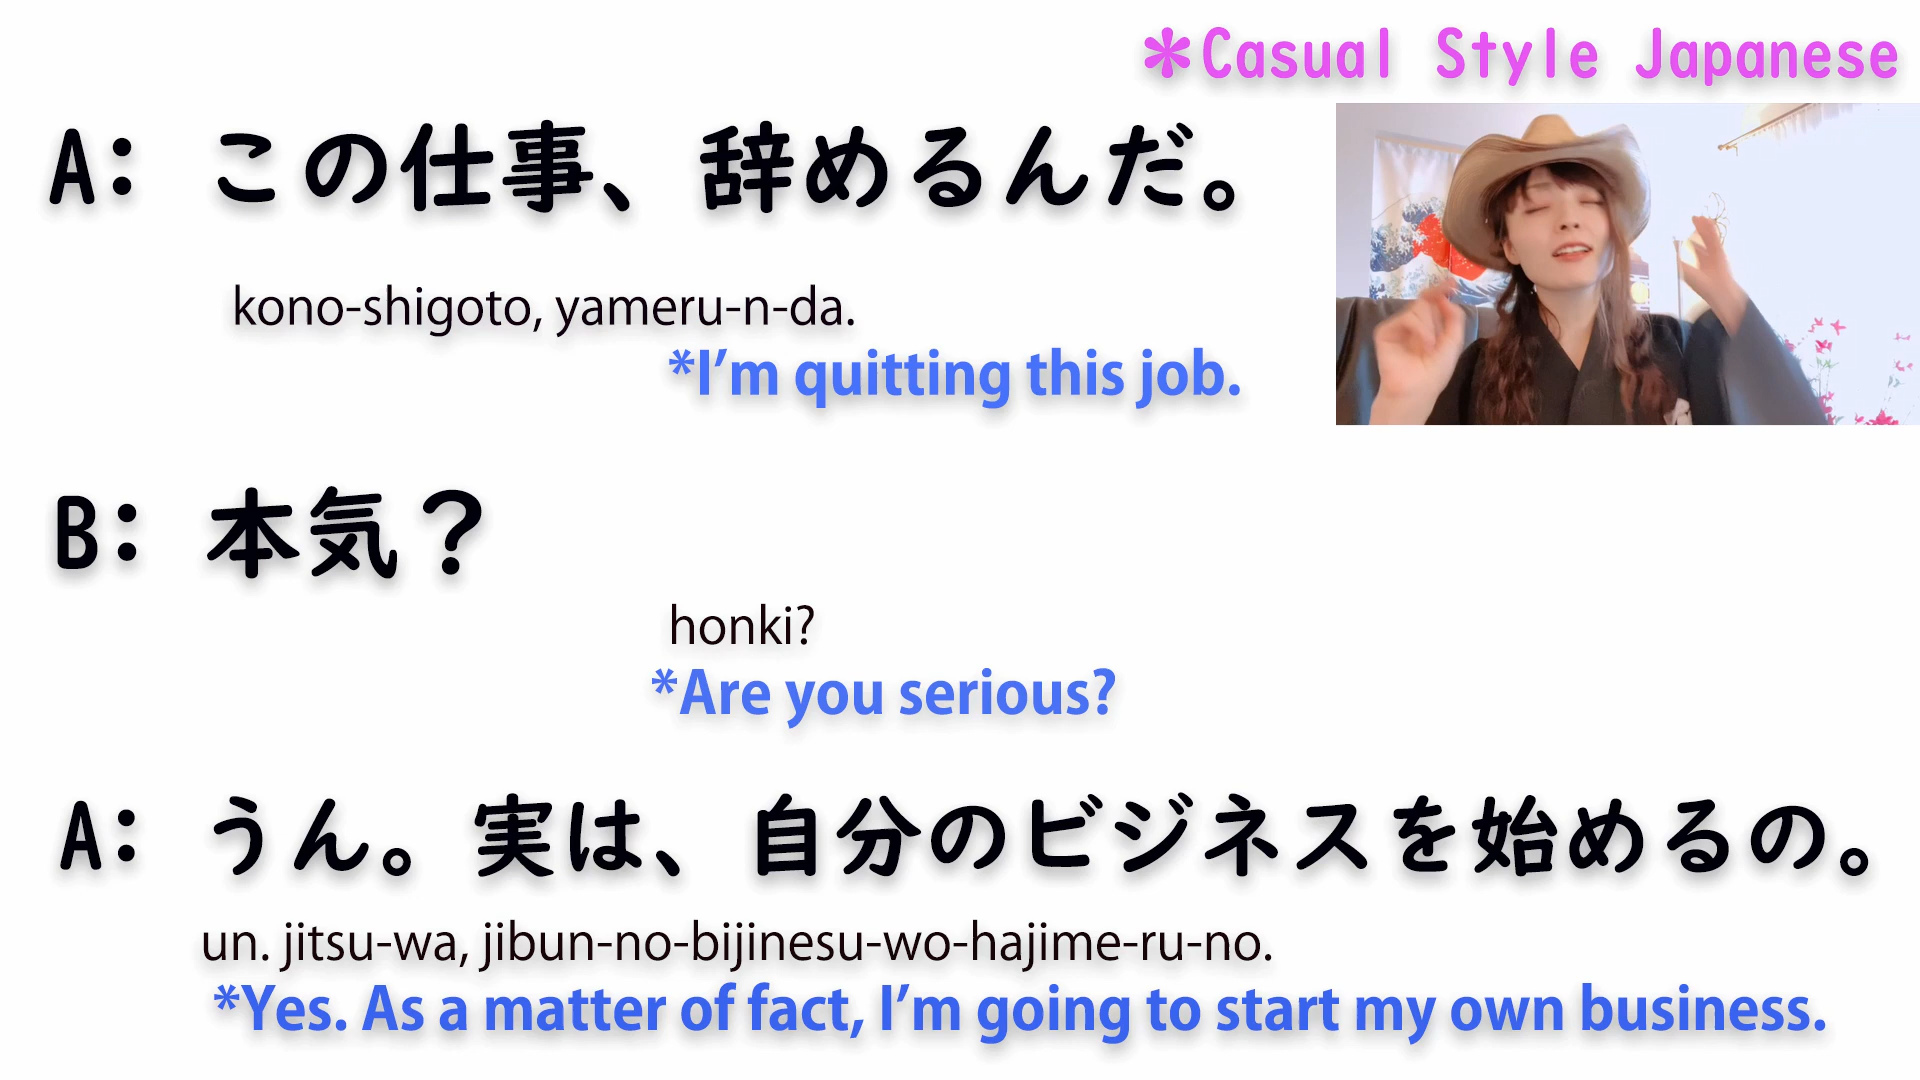 *Casual Style Japanese
A: この仕事、辞めるんだ。
kono-shigoto, yameru-n-da.
*I'm quitting this job.
B: 本気？
honki?
*Are you serious?
A: うん。実は、自分のビジネスを始めるの。
un. jitsu-wa, jibun-no-bijinesu-wo-hajime-ru-no.
*Yes. As a matter of fact, I'm going to start my own business.